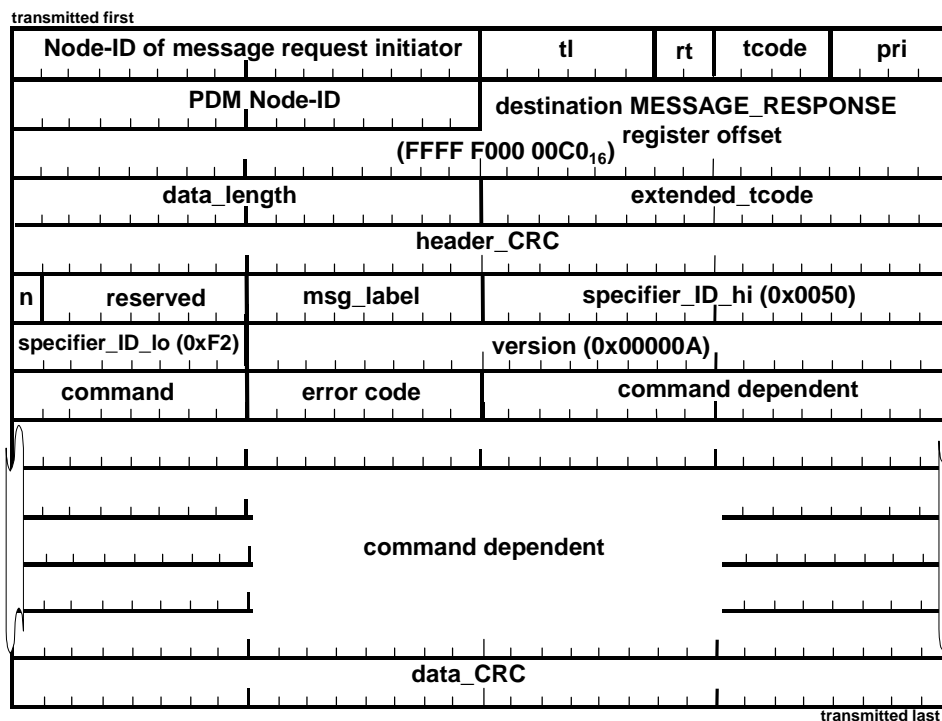 transmitted first
Node-ID of message request initiator tl rt tcode pri
PDM Node-ID destination MESSAGE_RESPONSE
register offset
(FFFF F000 00C0₁₆)
data_length extended_tcode
header_CRC
n reserved msg_label specifier_ID_hi (0x0050)
specifier_ID_lo (0xF2) version (0x00000A)
command error code command dependent
command dependent
data_CRC
transmitted last